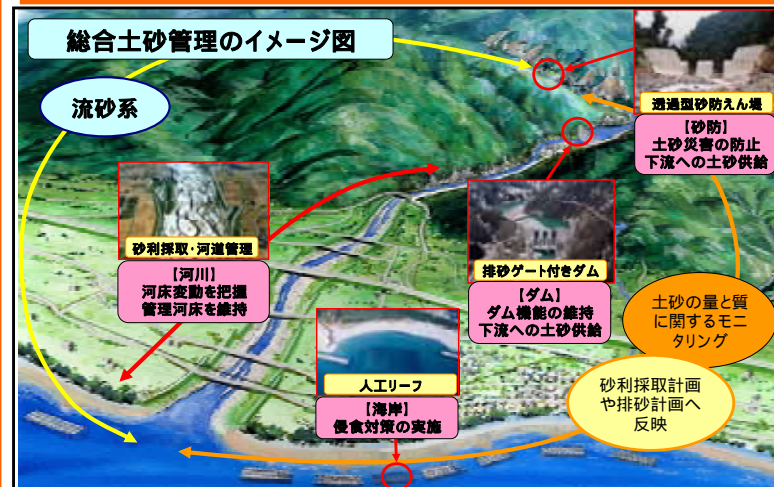 総合土砂管理のイメージ図
流砂系
透過型砂防えん堤
【砂防】
土砂災害の防止
下流への土砂供給
砂利採取・河道管理
【河川】
河床変動を把握
管理河床を維持
排砂ゲート付きダム
【ダム】
ダム機能の維持
下流への土砂供給
人工リーフ
【海岸】
侵食対策の実施
土砂の量と質
に関するモニ
タリング
砂利採取計画
や排砂計画へ
反映